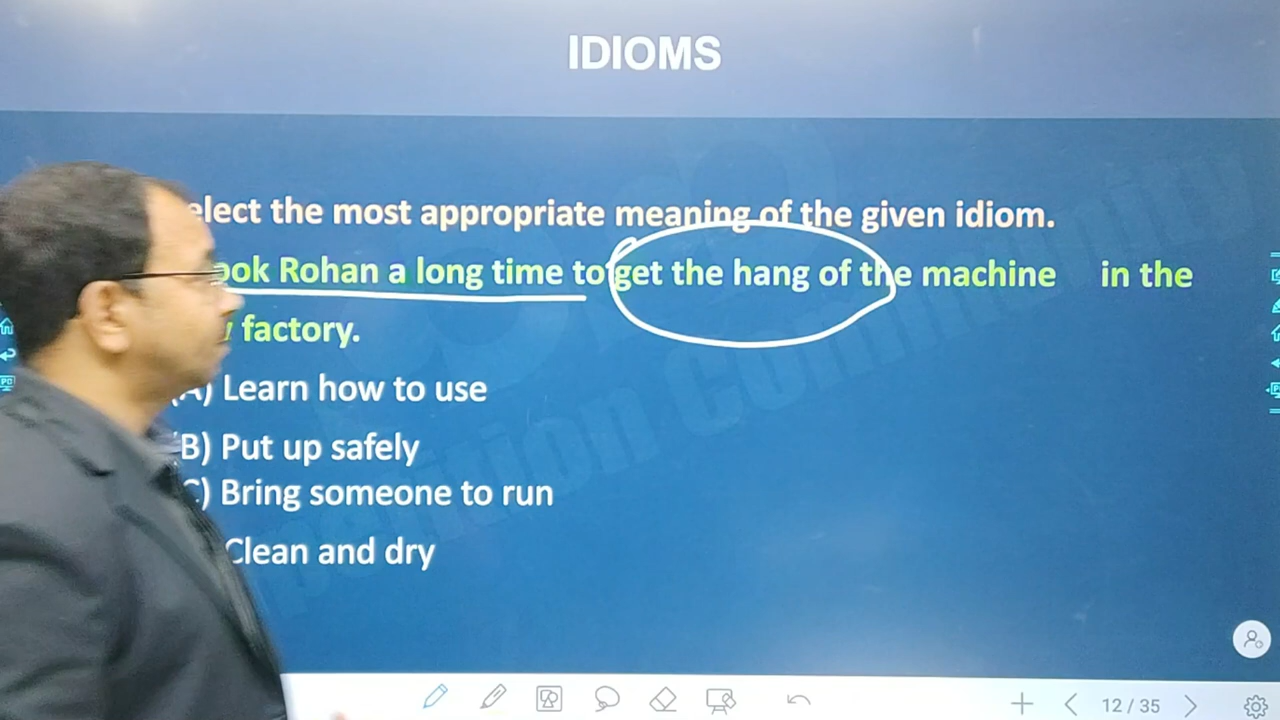 IDIOMS
elect the most appropriate meaning of the given idiom.
ook Rohan a long time to get the hang of the machine in the
factory.
(A) Learn how to use
(B) Put up safely
C) Bring someone to run
Clean and dry
12 / 35